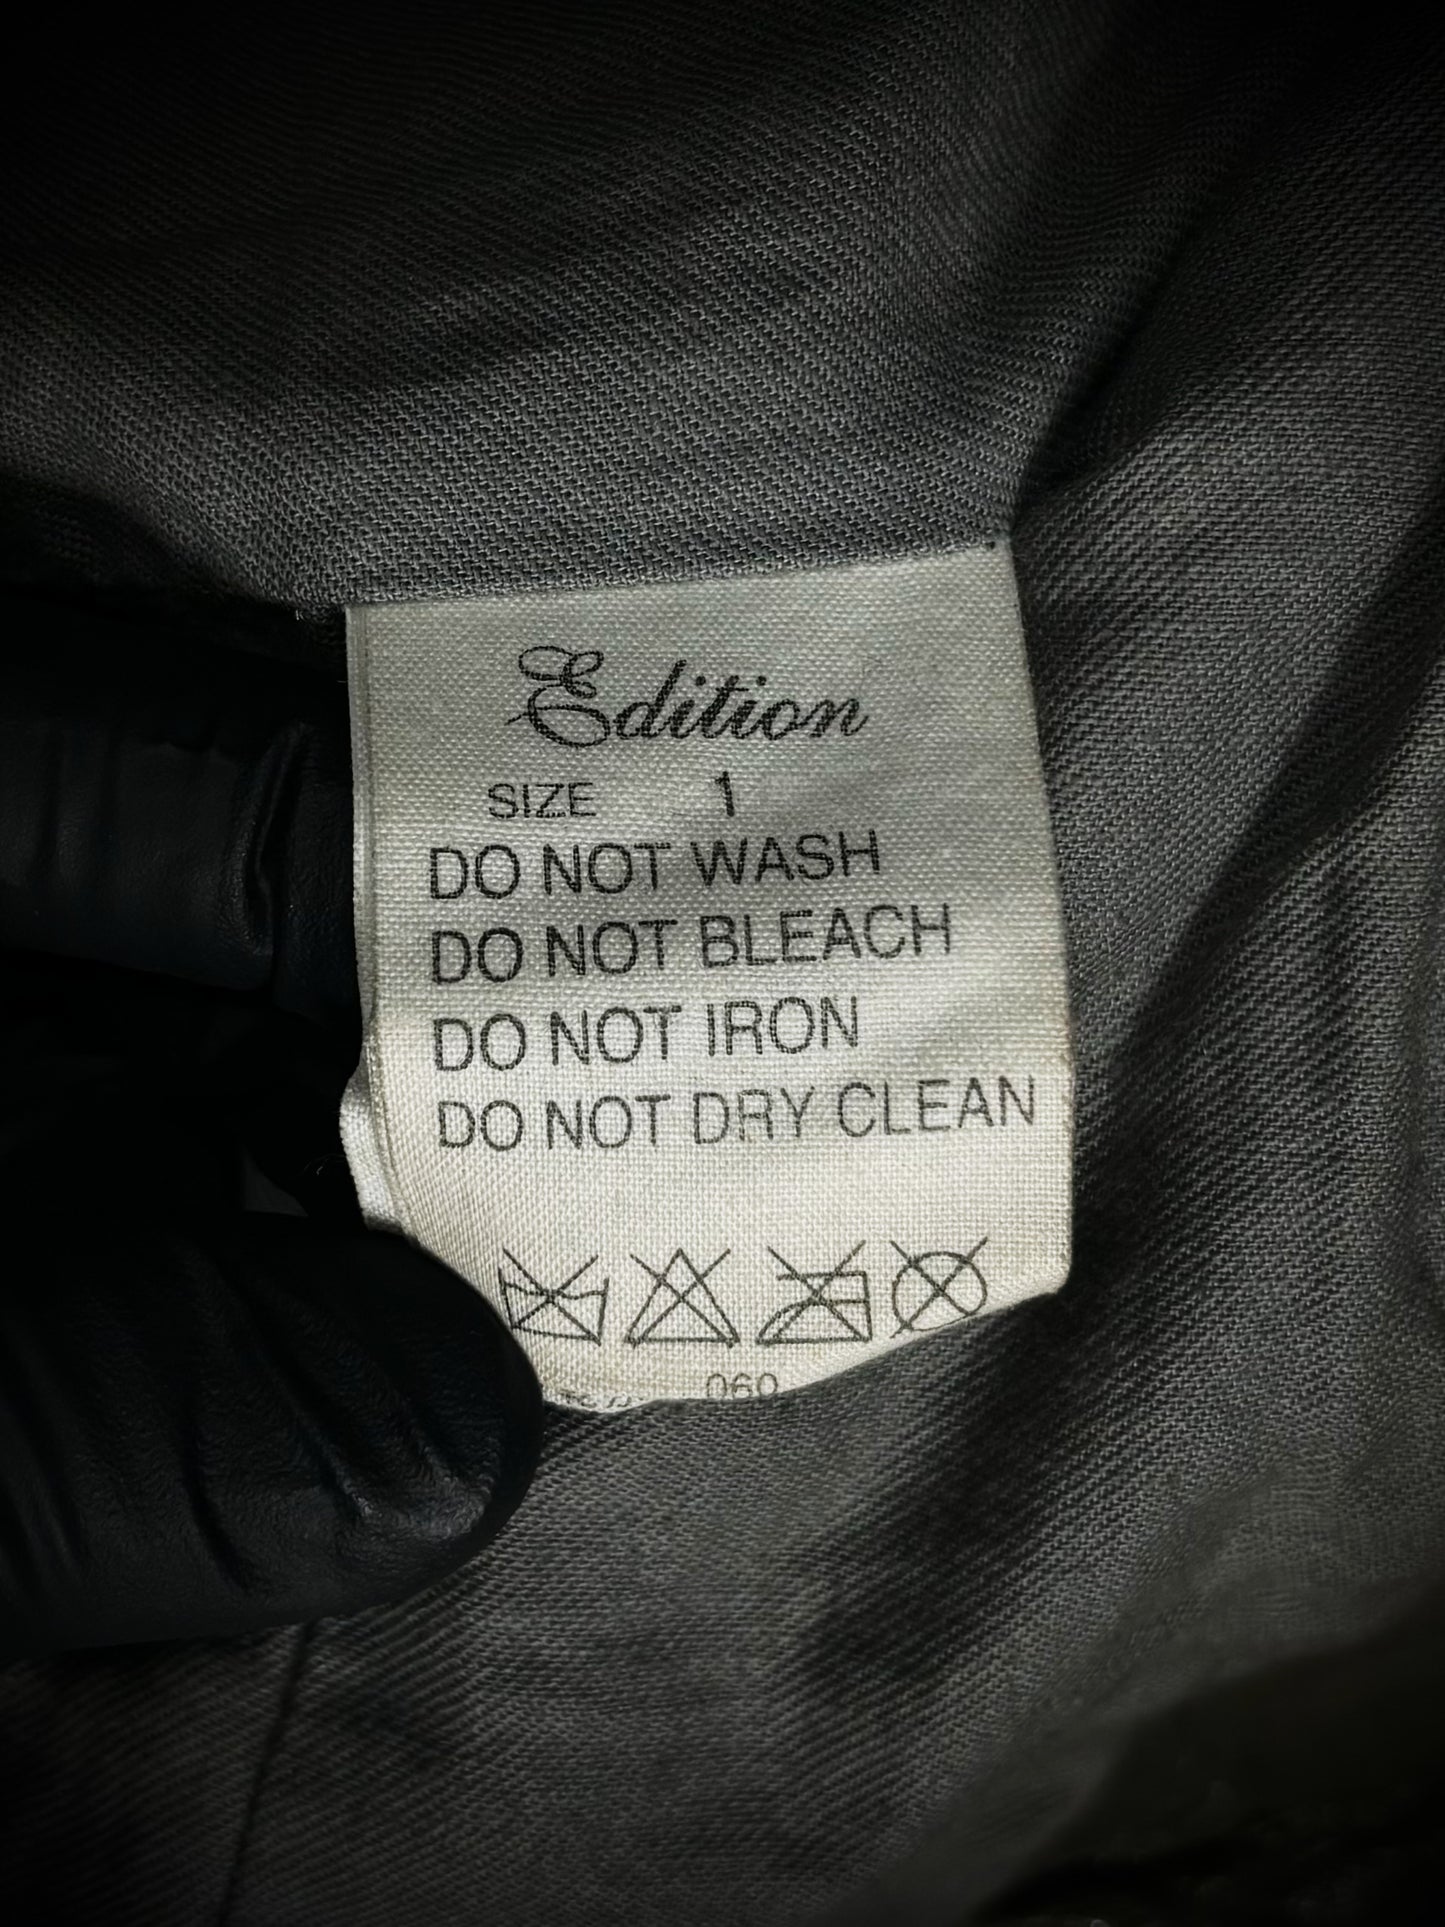 Edition
SIZE 1
DO NOT WASH
DO NOT BLEACH
DO NOT IRON
DO NOT DRY CLEAN
060